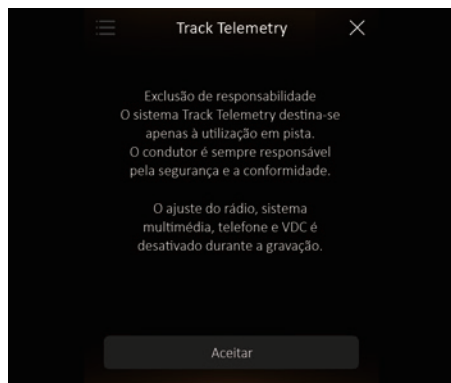 Track Telemetry
Exclusão de responsabilidade
O sistema Track Telemetry destina-se
apenas à utilização em pista.
O condutor é sempre responsável
pela segurança e a conformidade.
O ajuste do rádio, sistema
multimédia, telefone e VDC é
desativado durante a gravação.
Aceitar